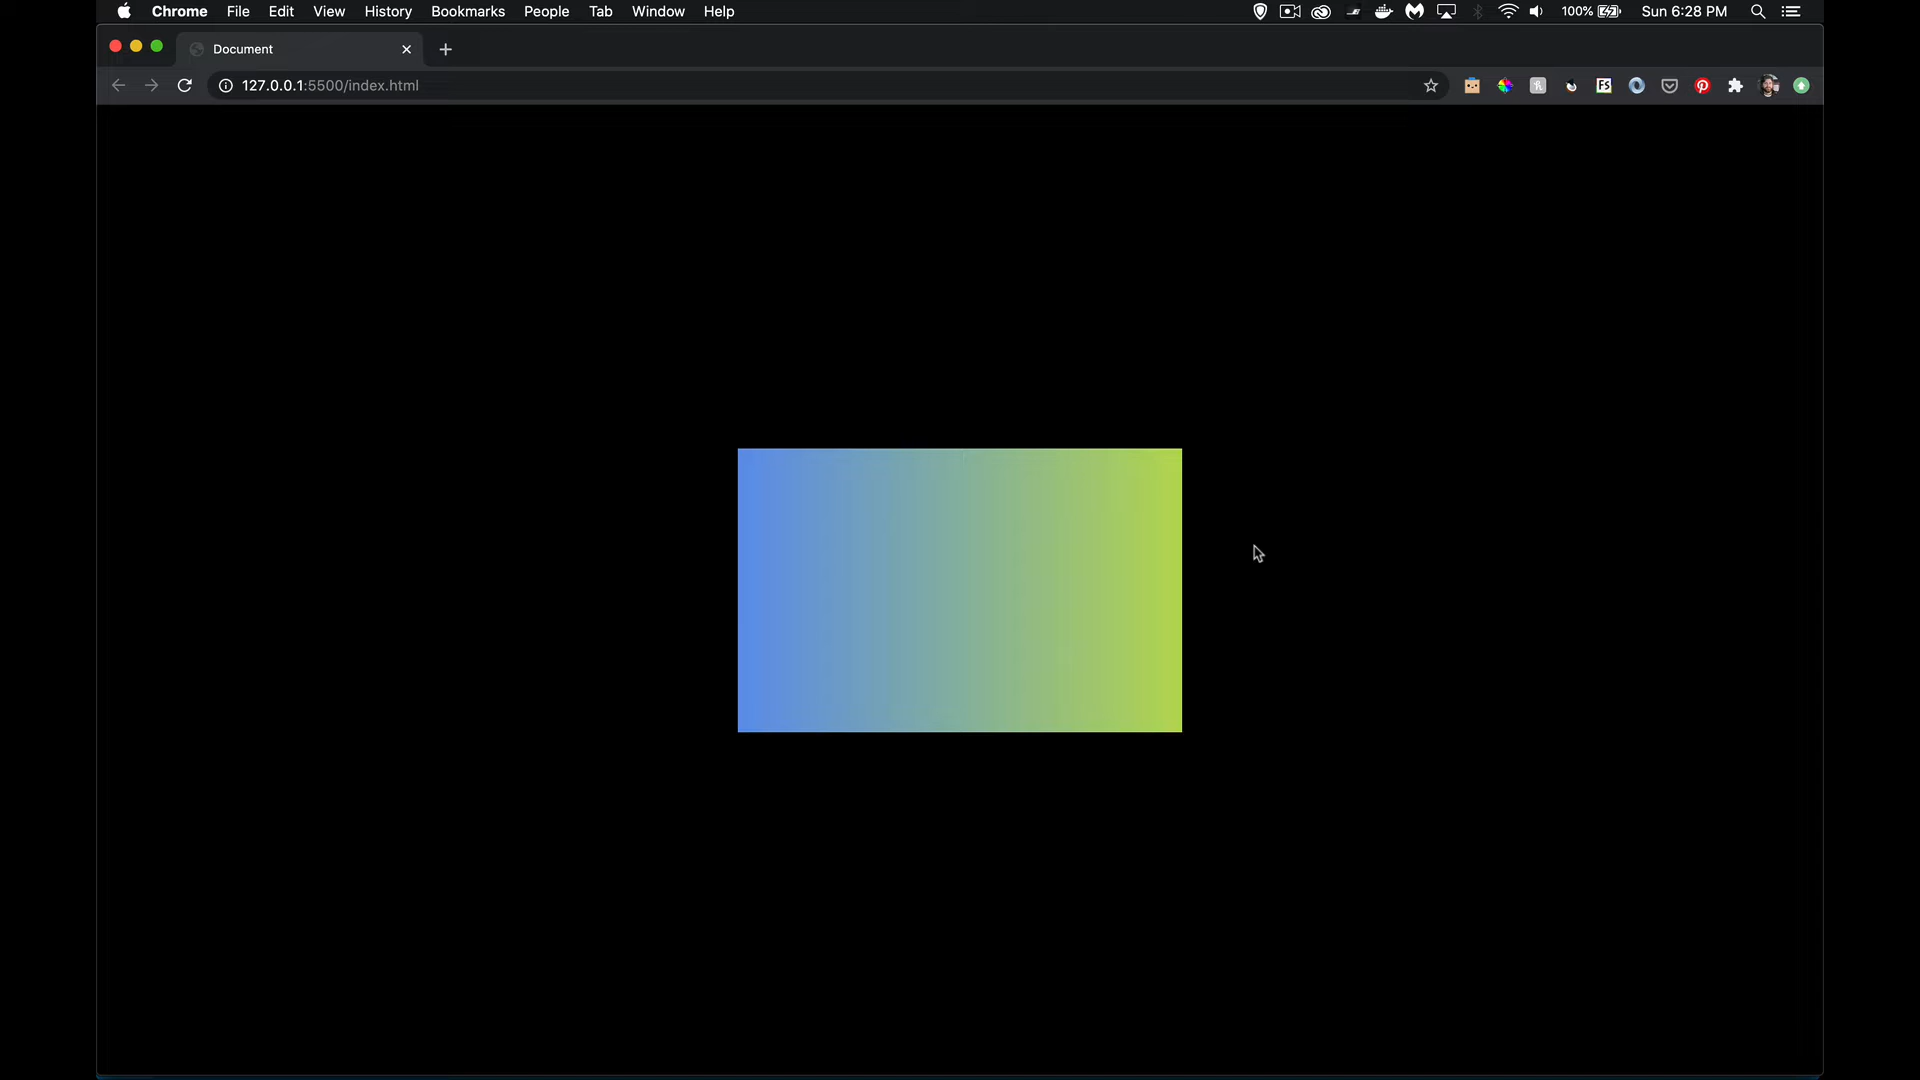 Chrome File Edit View History Bookmarks People Tab Window Help 100% Sun 6:28 PM
Document
127.0.0.1:5500/index.html
FS